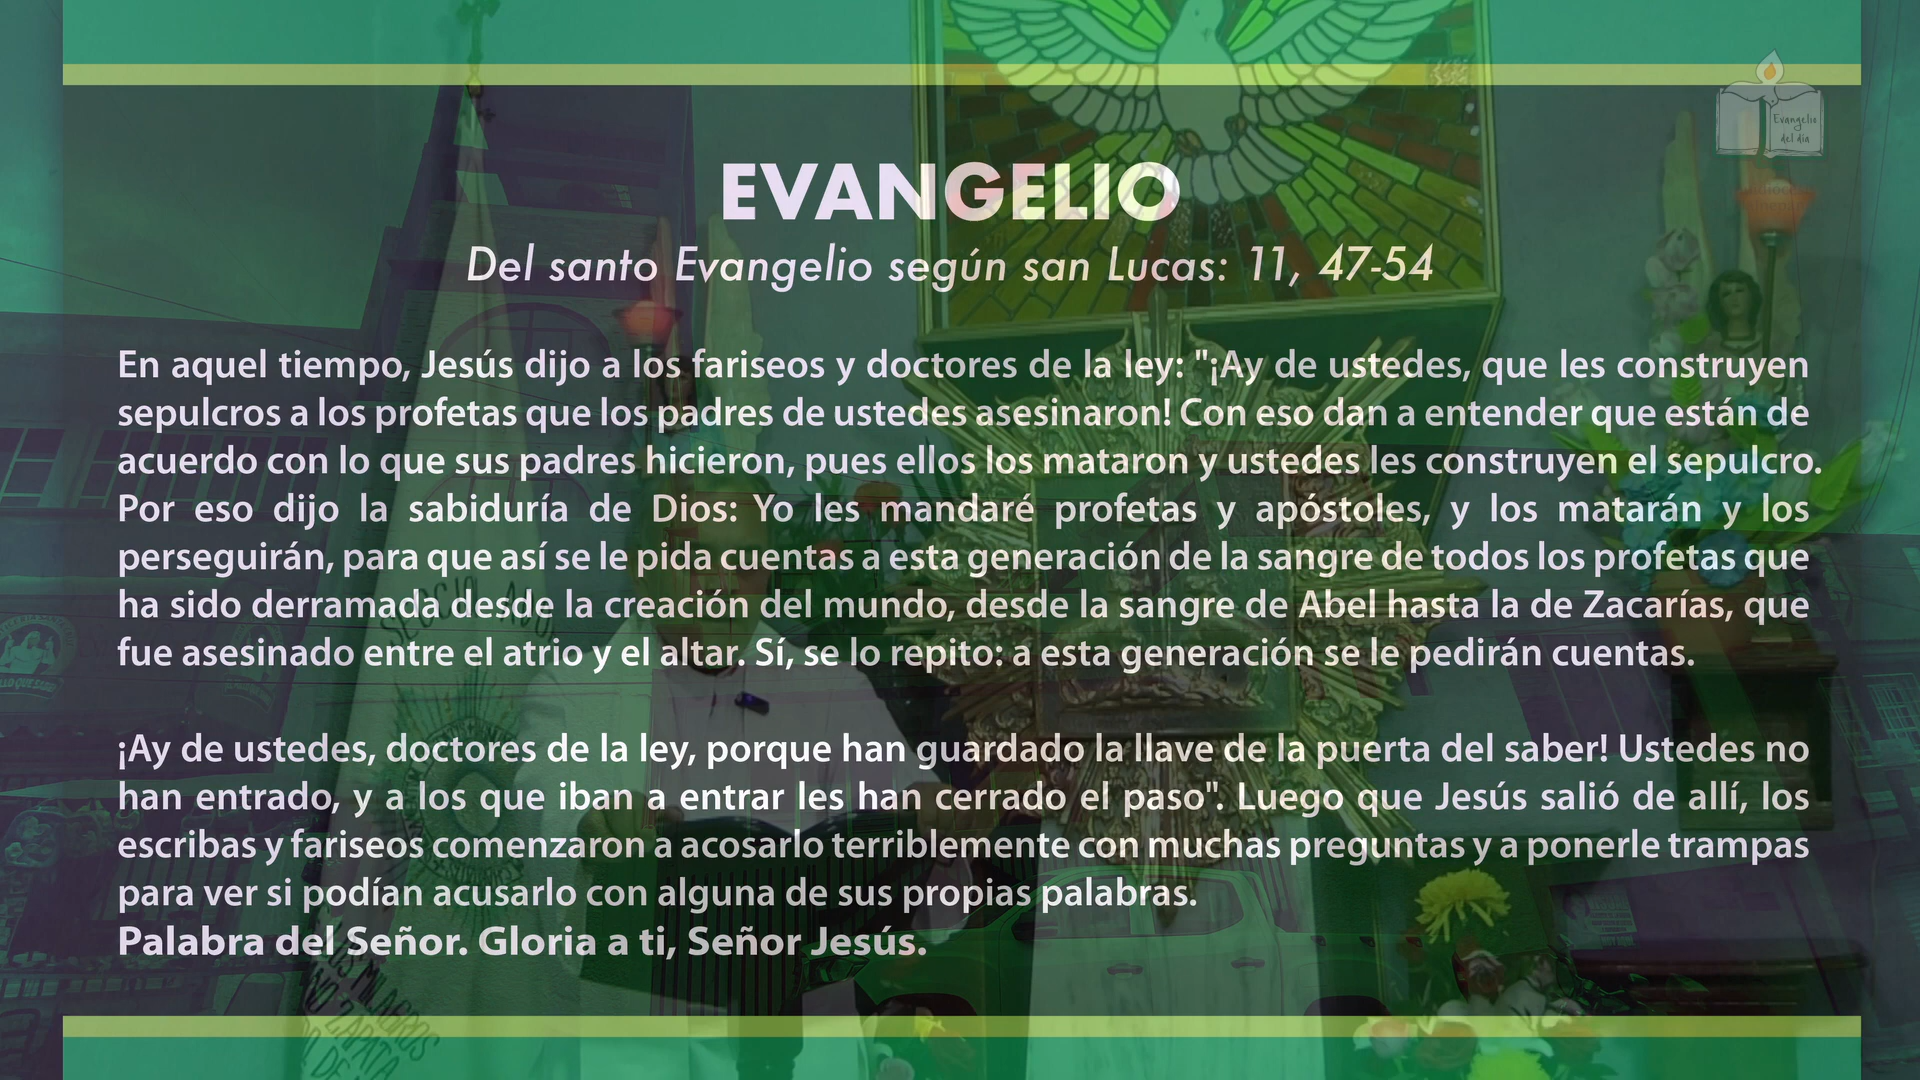 Evangelio
del día
EVANGELIO
Del santo Evangelio según san Lucas: 11, 47-54
En aquel tiempo, Jesús dijo a los fariseos y doctores de la ley: "¡Ay de ustedes, que les construyen
sepulcros a los profetas que los padres de ustedes asesinaron! Con eso dan a entender que están de
acuerdo con lo que sus padres hicieron, pues ellos los mataron y ustedes les construyen el sepulcro.
Por eso dijo la sabiduría de Dios: Yo les mandaré profetas y apóstoles, y los matarán y los
perseguirán, para que así se le pida cuentas a esta generación de la sangre de todos los profetas que
ha sido derramada desde la creación del mundo, desde la sangre de Abel hasta la de Zacarías, que
fue asesinado entre el atrio y el altar. Sí, se lo repito: a esta generación se le pedirán cuentas.
¡Ay de ustedes, doctores de la ley, porque han guardado la llave de la puerta del saber! Ustedes no
han entrado, y a los que iban a entrar les han cerrado el paso". Luego que Jesús salió de allí, los
escribas y fariseos comenzaron a acosarlo terriblemente con muchas preguntas y a ponerle trampas
para ver si podían acusarlo con alguna de sus propias palabras.
Palabra del Señor. Gloria a ti, Señor Jesús.
MILAGROS
ZAPATA